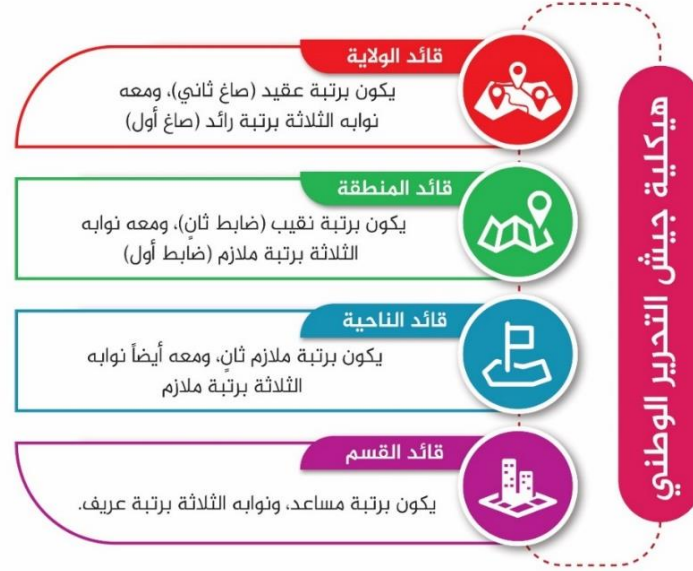 هيكلية جيش التحرير الوطني
قائد الولاية
يكون برتبة عقيد (صاغ ثاني)، ومعه
نوابه الثلاثة برتبة رائد (صاغ أول)
قائد المنطقة
يكون برتبة نقيب (ضابط ثانٍ)، ومعه نوابه
الثلاثة برتبة ملازم (ضابط أول)
قائد الناحية
يكون برتبة ملازم ثانٍ، ومعه أيضاً نوابه
الثلاثة برتبة ملازم
قائد القسم
يكون برتبة مساعد، ونوابه الثلاثة برتبة عريف.